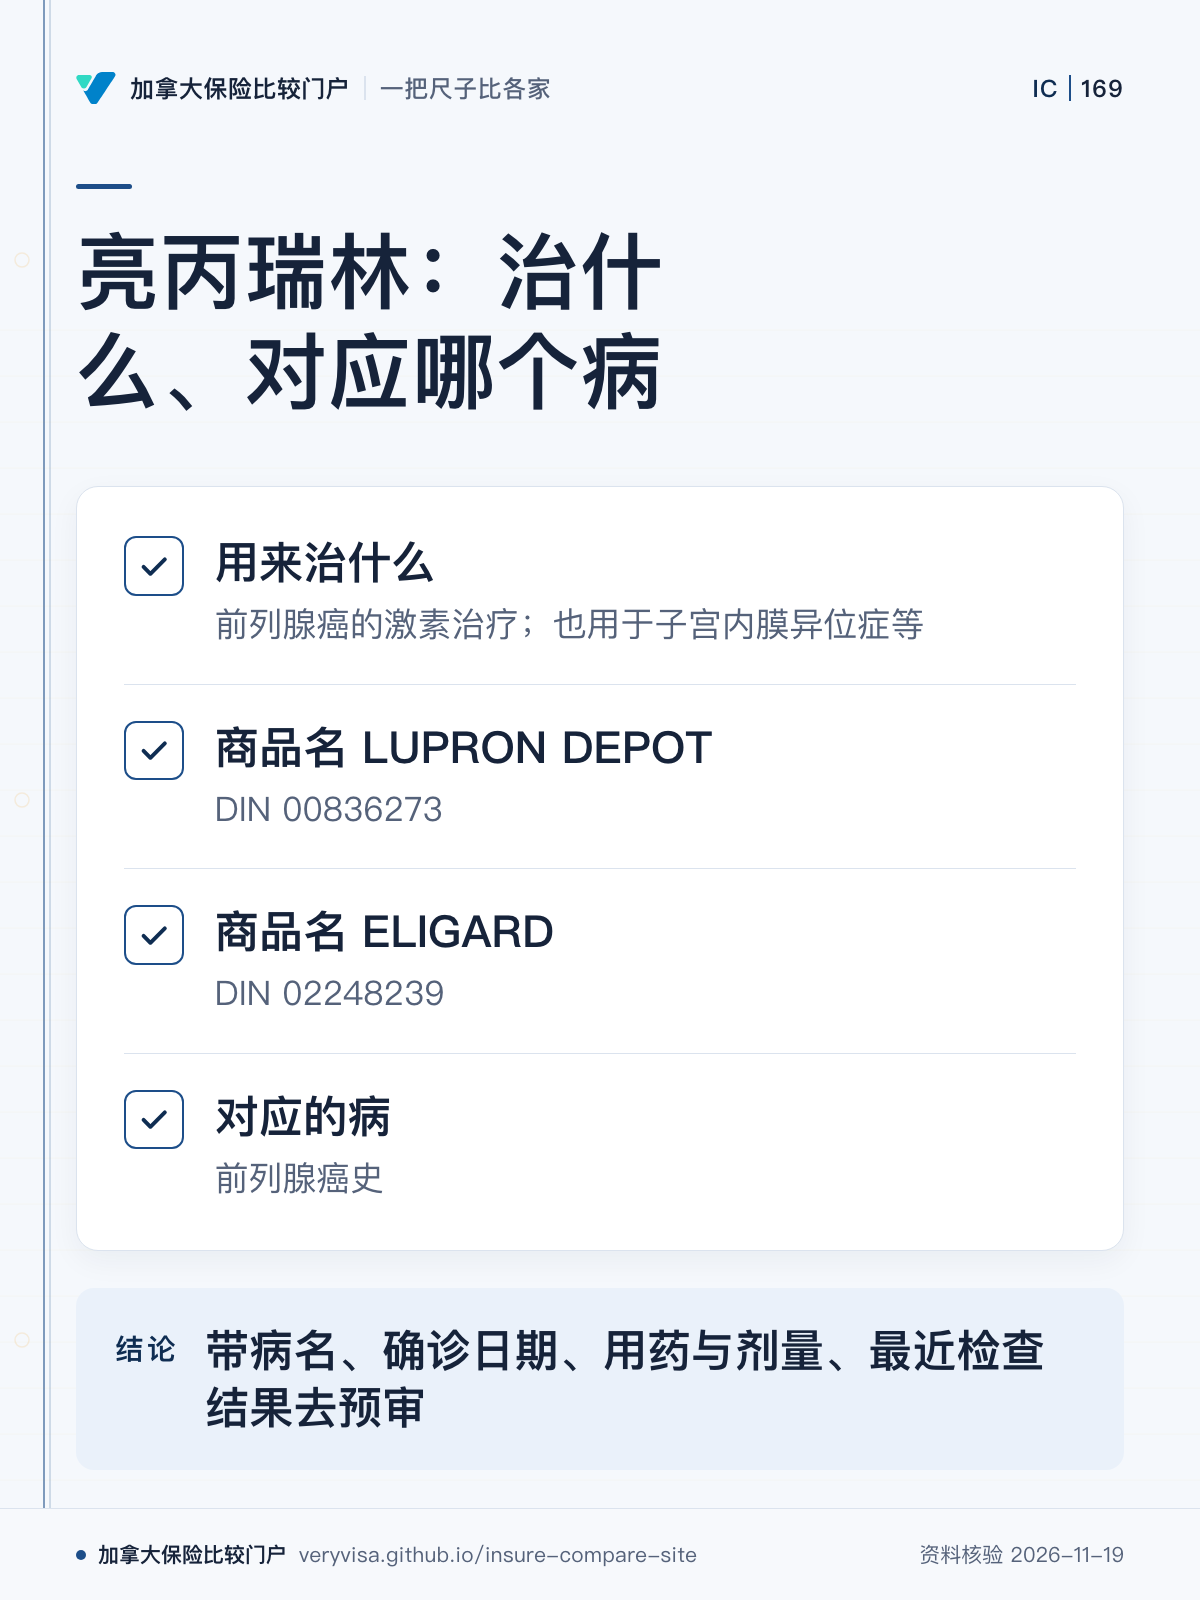 加拿大保险比较门户 一把尺子比各家
IC 169
亮丙瑞林：治什
么、对应哪个病
用来治什么
前列腺癌的激素治疗；也用于子宫内膜异位症等
商品名 LUPRON DEPOT
DIN 00836273
商品名 ELIGARD
DIN 02248239
对应的病
前列腺癌史
结论 带病名、确诊日期、用药与剂量、最近检查
结果去预审
加拿大保险比较门户 veryvisa.github.io/insure-compare-site 资料核验 2026-11-19